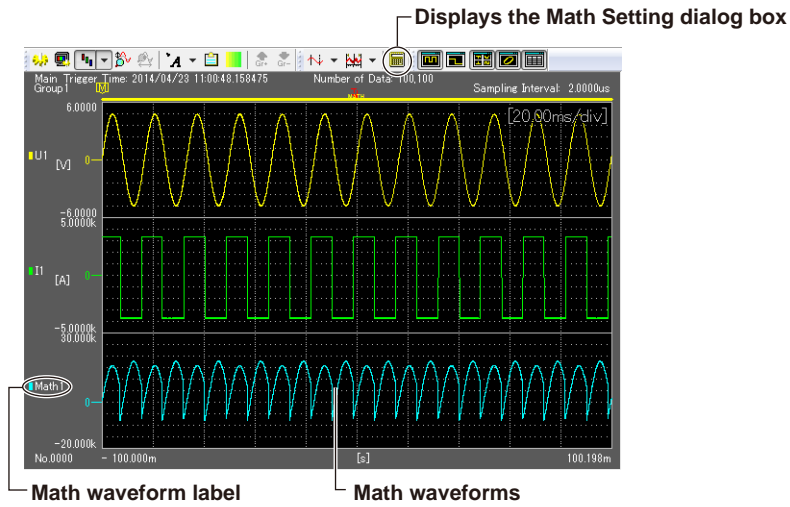 Displays the Math Setting dialog box
A
Gr+ Gr-
Main Trigger Time: 2014/04/23 11:00:48.158475 Number of Data: 100,100
Group1 M Sampling Interval: 2.0000us
6.0000 [20.00ms/div]
U1 [V] 0
-6.0000
5.0000k
I1 [A] 0
-5.0000k
30.000k
Math1 0
-20.000k
No.0000 - 100.000m [s] 100.198m
Math waveform label Math waveforms